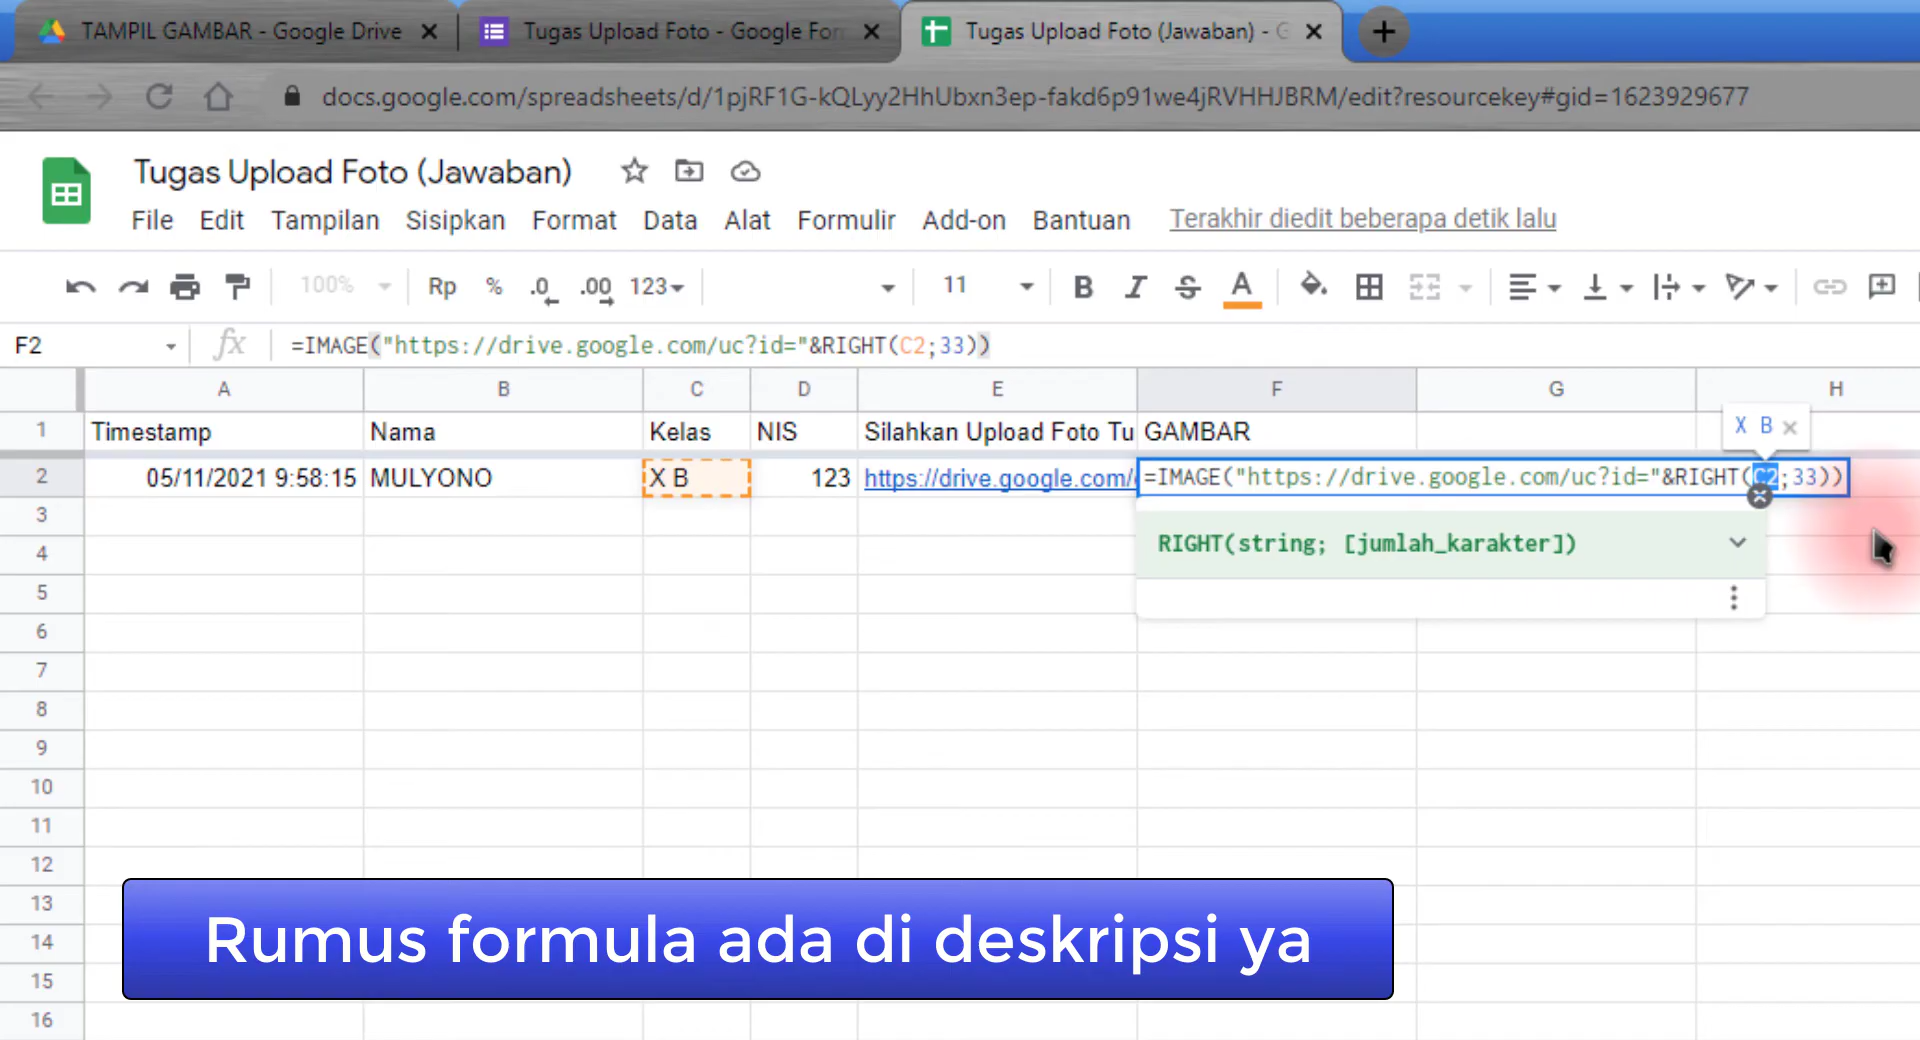 TAMPIL GAMBAR - Google Drive
Tugas Upload Foto - Google For
Tugas Upload Foto (Jawaban) - G
docs.google.com/spreadsheets/d/1pjRF1G-kQLyy2HhUbxn3ep-fakd6p91we4jRVHHJBRM/edit?resourcekey#gid=1623929677
Tugas Upload Foto (Jawaban)
File Edit Tampilan Sisipkan Format Data Alat Formulir Add-on Bantuan Terakhir diedit beberapa detik lalu
100% Rp % .0 .00 123 11 B I S A
F2 fx =IMAGE("https://drive.google.com/uc?id="&RIGHT(C2;33))
A B C D E F G H
X B
1 Timestamp Nama Kelas NIS Silahkan Upload Foto Tu GAMBAR
2 05/11/2021 9:58:15 MULYONO X B 123 https://drive.google.com/ =IMAGE("https://drive.google.com/uc?id="&RIGHT(C2;33))
3
RIGHT(string; [jumlah_karakter])
4
5
6
7
8
9
10
11
12
13
Rumus formula ada di deskripsi ya
14
15
16